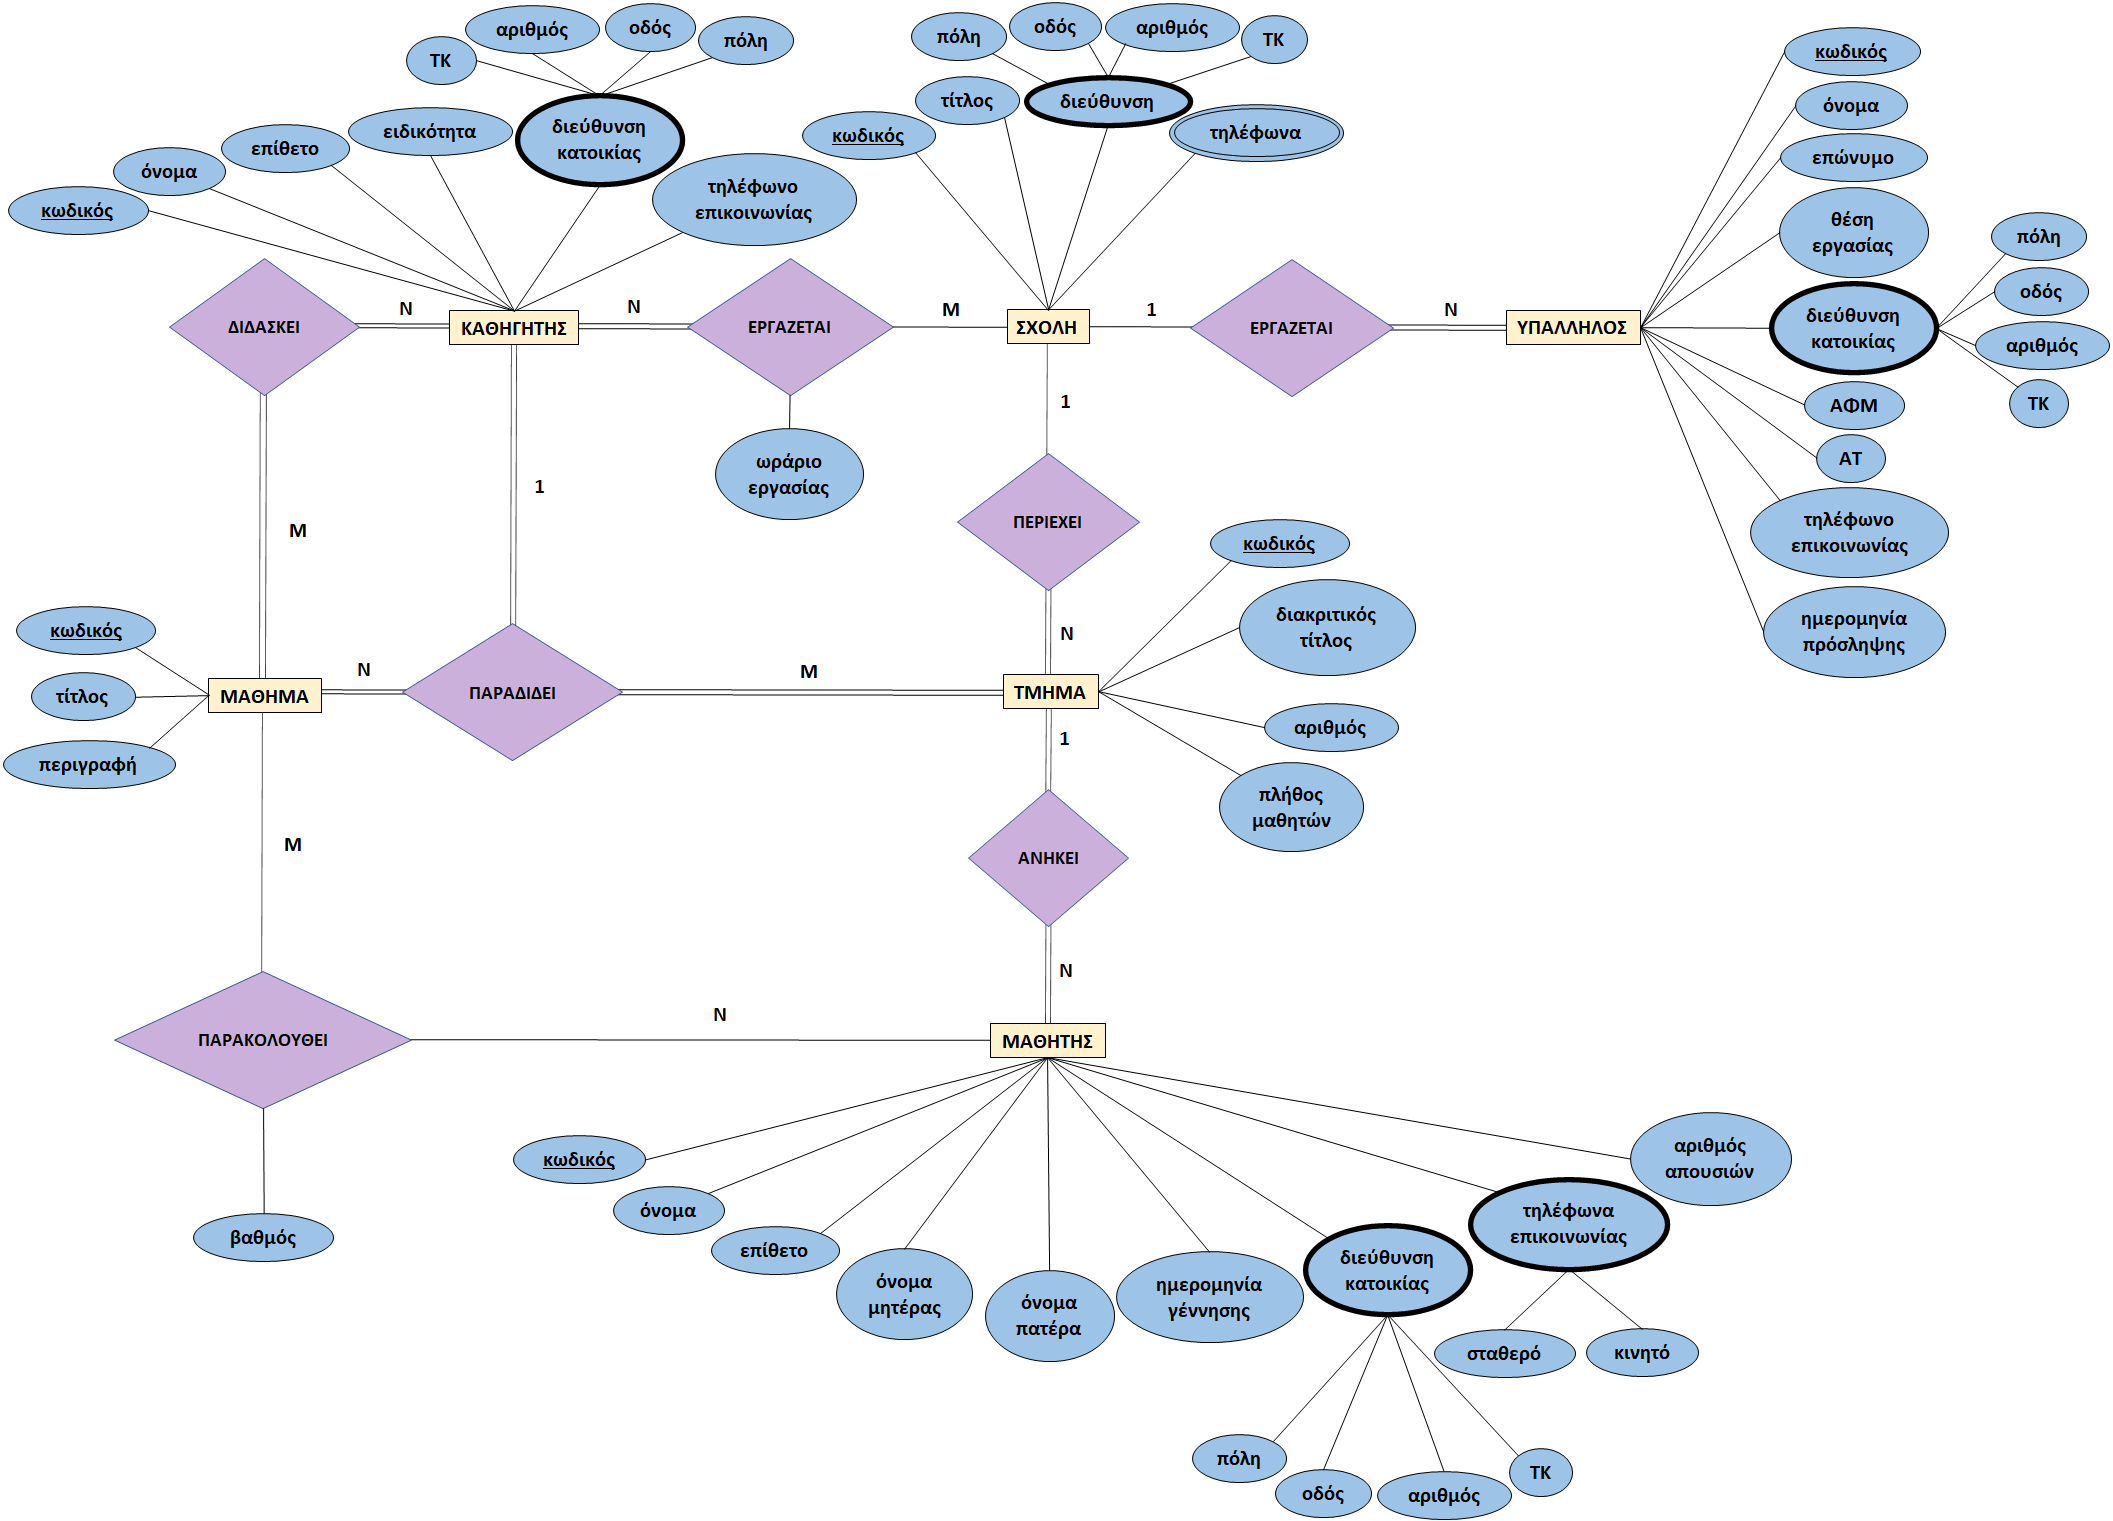 ΤΚ
αριθμός
οδός
πόλη
διεύθυνση
κατοικίας
ειδικότητα
επίθετο
όνομα
κωδικός
τηλέφωνο
επικοινωνίας
πόλη
οδός
αριθμός
ΤΚ
τίτλος
διεύθυνση
κωδικός
τηλέφωνα
κωδικός
όνομα
επώνυμο
θέση
εργασίας
διεύθυνση
κατοικίας
πόλη
οδός
αριθμός
ΤΚ
ΑΦΜ
ΑΤ
τηλέφωνο
επικοινωνίας
ημερομηνία
πρόσληψης
ΔΙΔΑΣΚΕΙ
Ν
ΚΑΘΗΓΗΤΗΣ
Ν
ΕΡΓΑΖΕΤΑΙ
Μ
ΣΧΟΛΗ
1
ΕΡΓΑΖΕΤΑΙ
Ν
ΥΠΑΛΛΗΛΟΣ
ωράριο
εργασίας
1
1
Μ
ΠΕΡΙΕΧΕΙ
Ν
κωδικός
διακριτικός
τίτλος
αριθμός
πλήθος
μαθητών
κωδικός
τίτλος
περιγραφή
ΜΑΘΗΜΑ
Ν
ΠΑΡΑΔΙΔΕΙ
Μ
ΤΜΗΜΑ
1
Μ
ΑΝΗΚΕΙ
Ν
ΠΑΡΑΚΟΛΟΥΘΕΙ
Ν
ΜΑΘΗΤΗΣ
βαθμός
κωδικός
όνομα
επίθετο
όνομα
μητέρας
όνομα
πατέρα
ημερομηνία
γέννησης
διεύθυνση
κατοικίας
τηλέφωνα
επικοινωνίας
αριθμός
απουσιών
σταθερό
κινητό
πόλη
οδός
αριθμός
ΤΚ